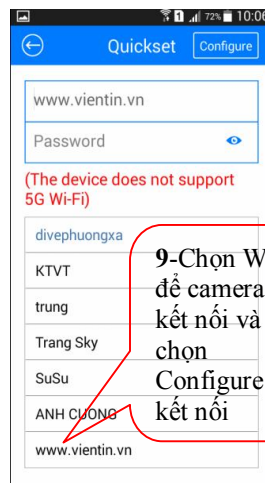 72% 10:06
Quickset Configure
www.vientin.vn
Password
(The device does not support
5G Wi-Fi)
divephuongxa
KTVT
trung
Trang Sky
SuSu
ANH CUONG
www.vientin.vn
9-Chọn W
để camera
kết nối và
chọn
Configure
kết nối